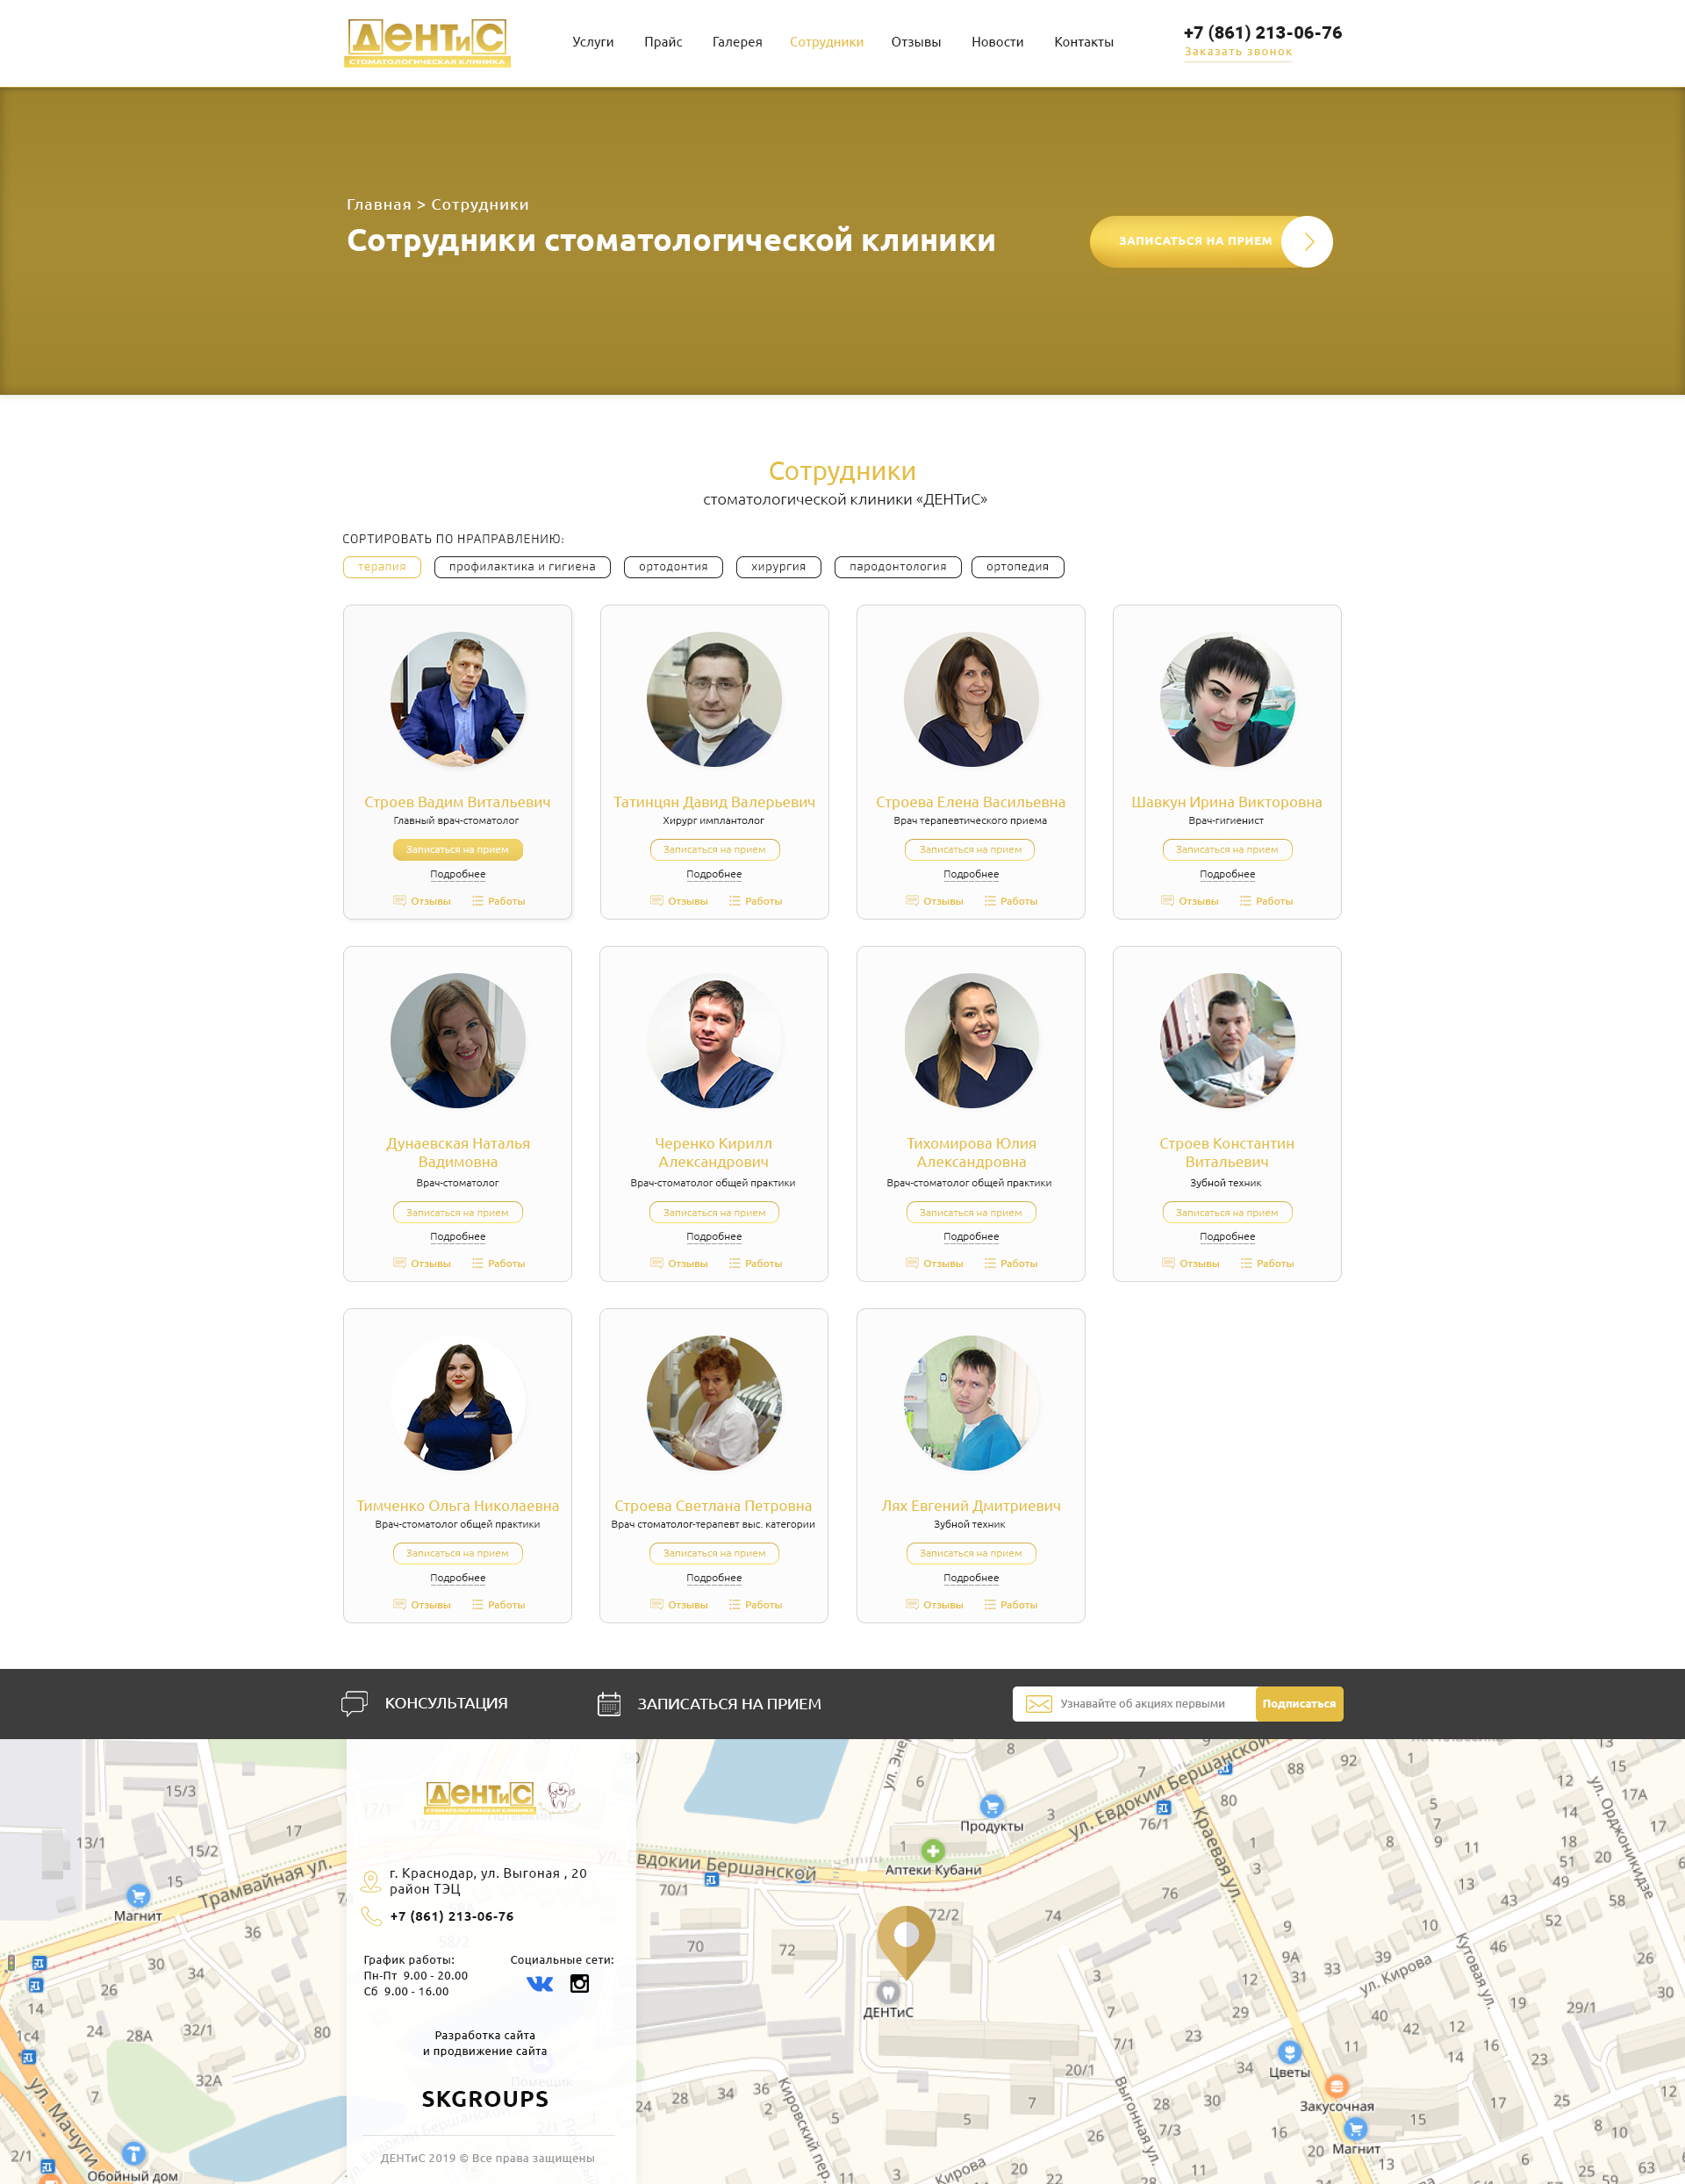 ДЕНТиС
СТОМАТОЛОГИЧЕСКАЯ КЛИНИКА
Услуги Прайс Галерея Сотрудники Отзывы Новости Контакты
+7 (861) 213-06-76
Заказать звонок
Главная > Сотрудники
Сотрудники стоматологической клиники
ЗАПИСАТЬСЯ НА ПРИЕМ
Сотрудники
стоматологической клиники «ДЕНТиС»
СОРТИРОВАТЬ ПО НРАПРАВЛЕНИЮ:
терапия профилактика и гигиена ортодонтия хирургия пародонтология ортопедия
Строев Вадим Витальевич
Главный врач-стоматолог
Записаться на прием
Подробнее
Отзывы Работы
Татинцян Давид Валерьевич
Хирург имплантолог
Записаться на прием
Подробнее
Отзывы Работы
Строева Елена Васильевна
Врач терапевтического приема
Записаться на прием
Подробнее
Отзывы Работы
Шавкун Ирина Викторовна
Врач-гигиенист
Записаться на прием
Подробнее
Отзывы Работы
Дунаевская Наталья
Вадимовна
Врач-стоматолог
Записаться на прием
Подробнее
Отзывы Работы
Черенко Кирилл
Александрович
Врач-стоматолог общей практики
Записаться на прием
Подробнее
Отзывы Работы
Тихомирова Юлия
Александровна
Врач-стоматолог общей практики
Записаться на прием
Подробнее
Отзывы Работы
Строев Константин
Витальевич
Зубной техник
Записаться на прием
Подробнее
Отзывы Работы
Тимченко Ольга Николаевна
Врач-стоматолог общей практики
Записаться на прием
Подробнее
Отзывы Работы
Строева Светлана Петровна
Врач стоматолог-терапевт выс. категории
Записаться на прием
Подробнее
Отзывы Работы
Лях Евгений Дмитриевич
Зубной техник
Записаться на прием
Подробнее
Отзывы Работы
КОНСУЛЬТАЦИЯ
ЗАПИСАТЬСЯ НА ПРИЕМ
Узнавайте об акциях первыми
Подписаться
ДЕНТиС
СТОМАТОЛОГИЧЕСКАЯ КЛИНИКА
г. Краснодар, ул. Выгоная , 20
район ТЭЦ
+7 (861) 213-06-76
График работы:
Пн-Пт 9.00 - 20.00
Сб 9.00 - 16.00
Социальные сети:
Разработка сайта
и продвижение сайта
SKGROUPS
ДЕНТиС 2019 © Все права защищены
Трамвайная ул.
Магнит
ул. Мачуги
Обойный дом
ул. Евдокии Бершанской
Продукты
Аптеки Кубани
ул. Евдокии Бершанской
Краевая ул.
ул. Орджоникидзе
ДЕНТиС
ул. Кирова
Кутовая ул.
Цветы
Закусочная
Магнит
Кировский пер.
Выгонная ул.
Кирова